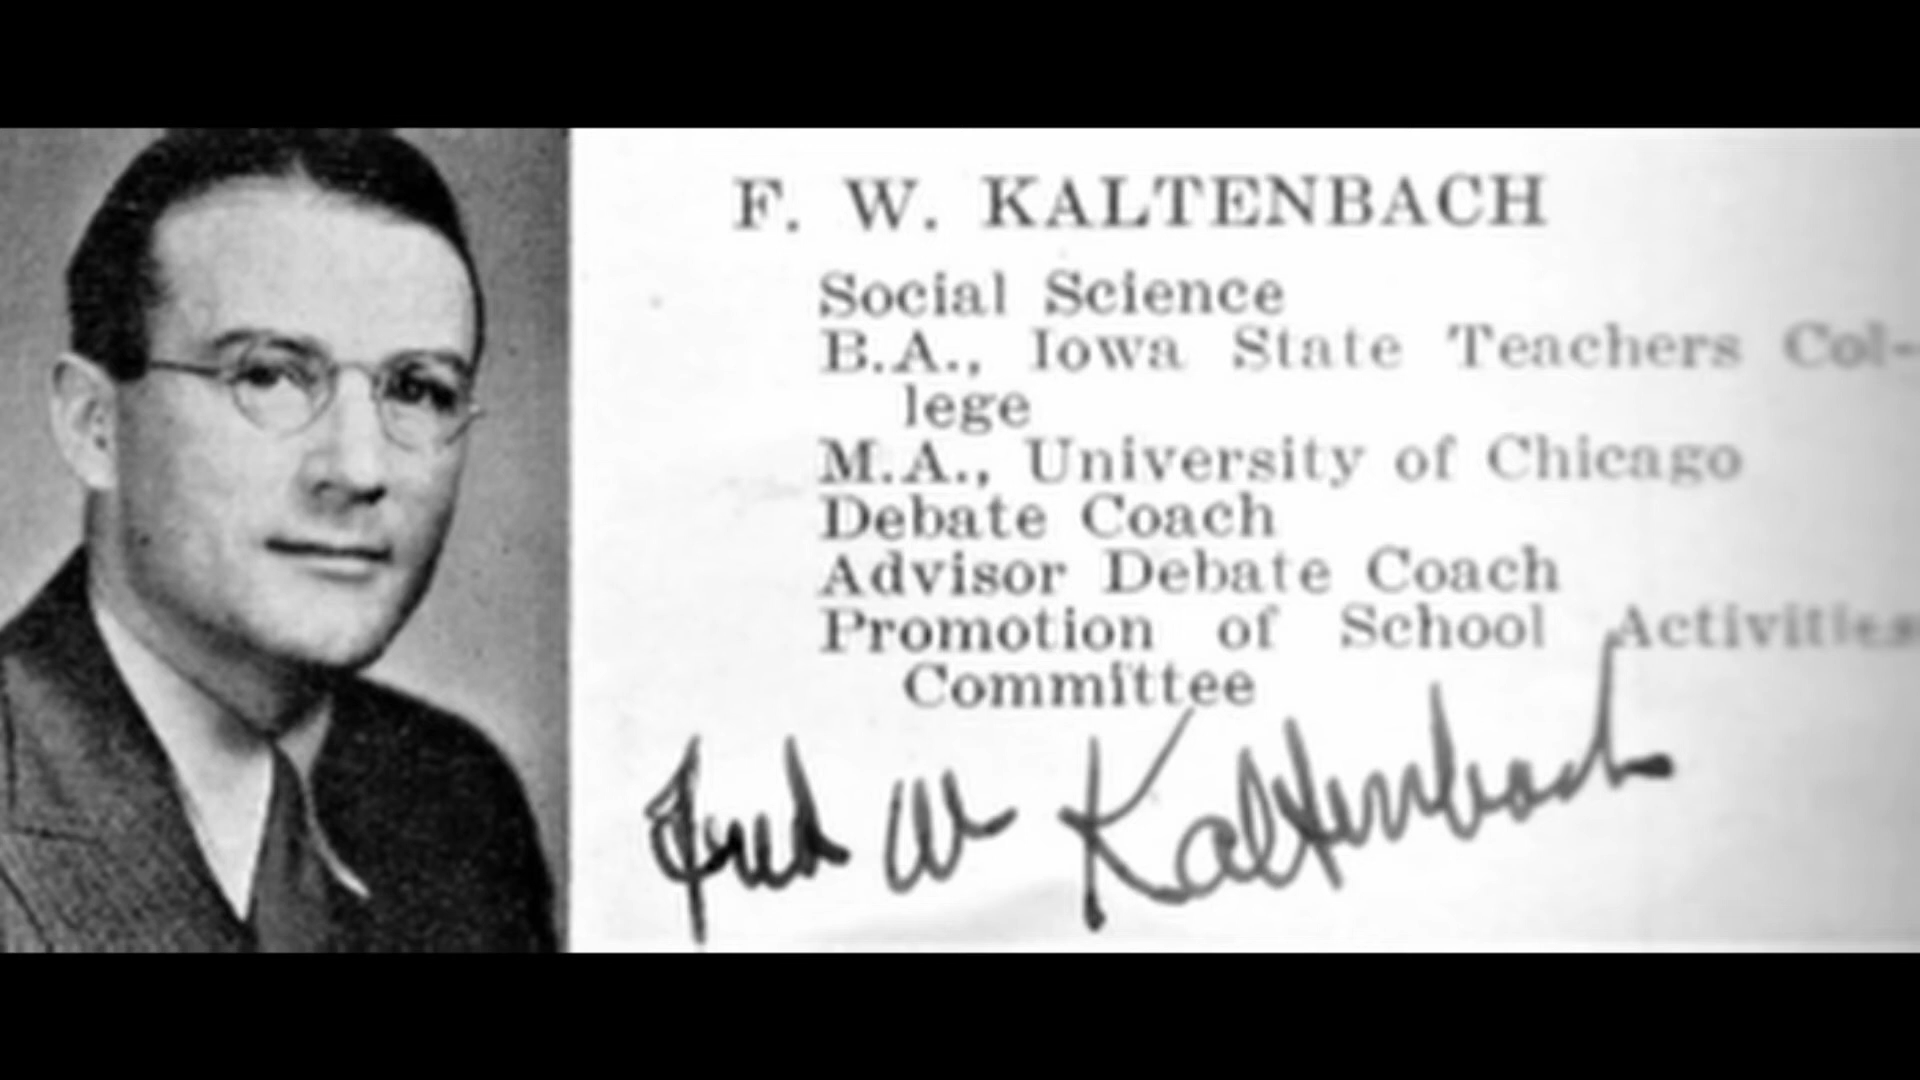 F. W. KALTENBACH
Social Science
B.A., Iowa State Teachers Col-
lege
M.A., University of Chicago
Debate Coach
Advisor Debate Coach
Promotion of School Activities
Committee
Fred W Kaltenbach